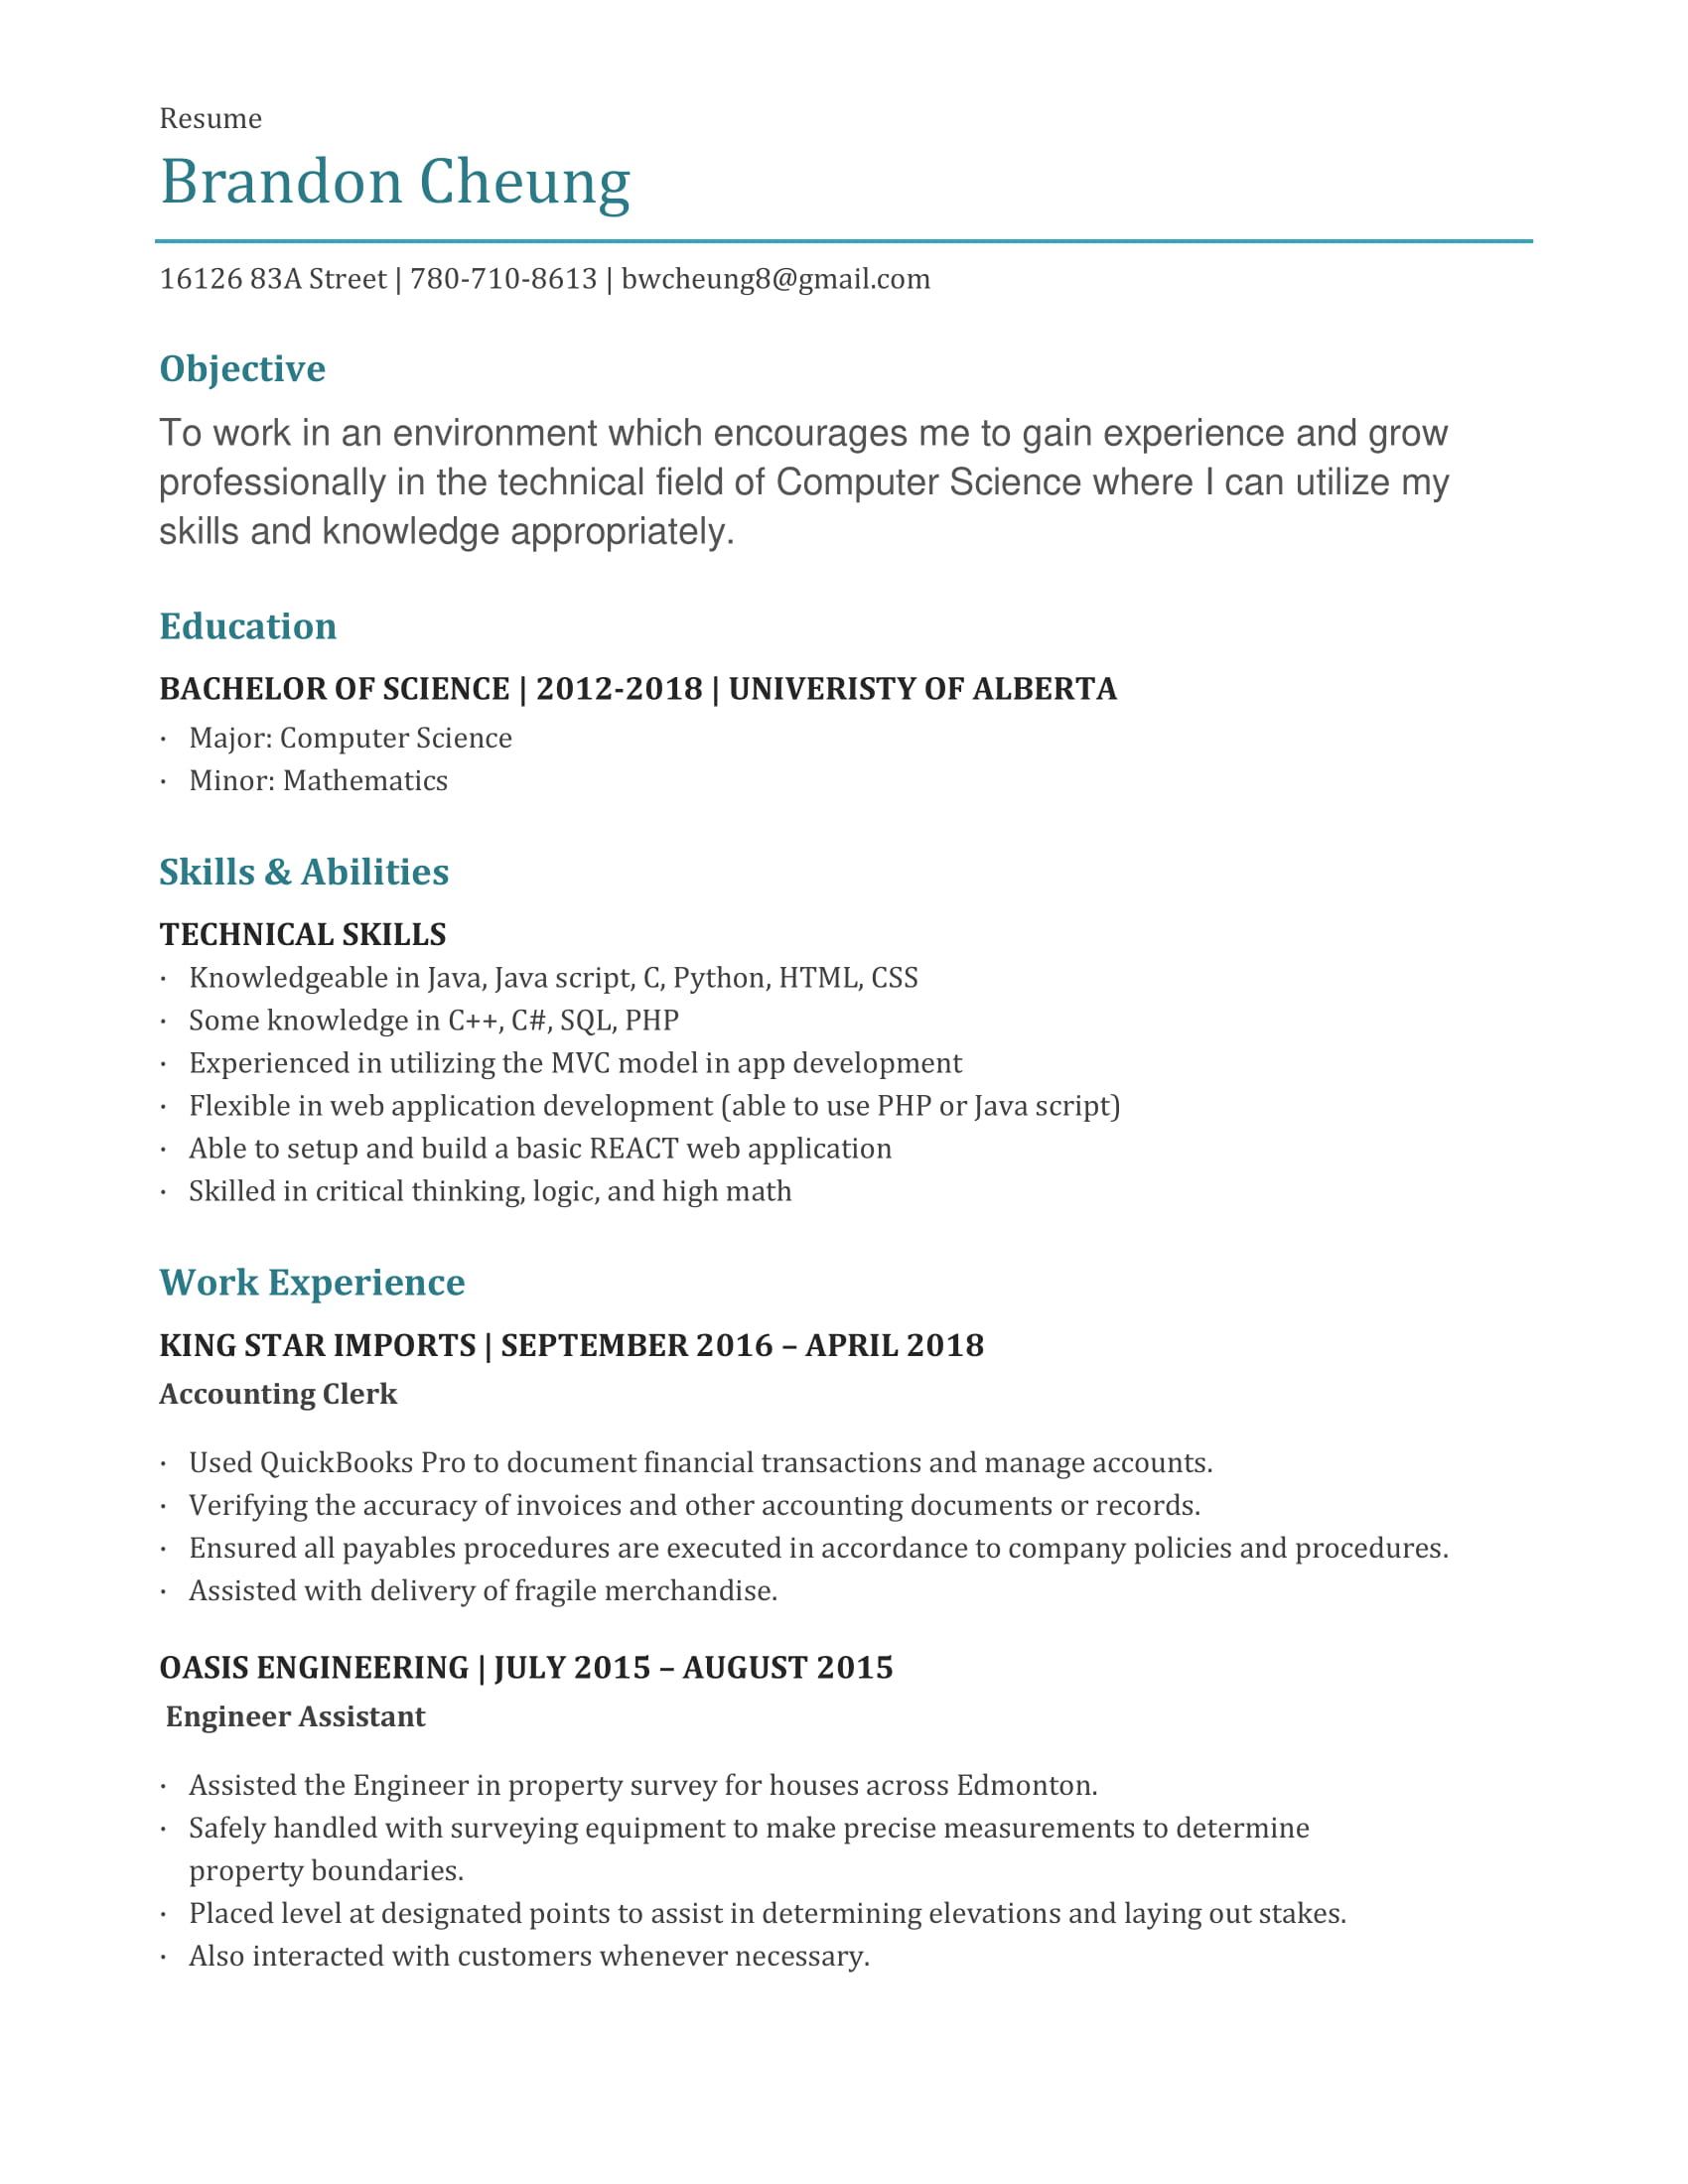 Resume
Brandon Cheung
16126 83A Street | 780-710-8613 | bwcheung8@gmail.com
Objective
To work in an environment which encourages me to gain experience and grow
professionally in the technical field of Computer Science where I can utilize my
skills and knowledge appropriately.
Education
BACHELOR OF SCIENCE | 2012-2018 | UNIVERISTY OF ALBERTA
· Major: Computer Science
· Minor: Mathematics
Skills & Abilities
TECHNICAL SKILLS
· Knowledgeable in Java, Java script, C, Python, HTML, CSS
· Some knowledge in C++, C#, SQL, PHP
· Experienced in utilizing the MVC model in app development
· Flexible in web application development (able to use PHP or Java script)
· Able to setup and build a basic REACT web application
· Skilled in critical thinking, logic, and high math
Work Experience
KING STAR IMPORTS | SEPTEMBER 2016 – APRIL 2018
Accounting Clerk
· Used QuickBooks Pro to document financial transactions and manage accounts.
· Verifying the accuracy of invoices and other accounting documents or records.
· Ensured all payables procedures are executed in accordance to company policies and procedures.
· Assisted with delivery of fragile merchandise.
OASIS ENGINEERING | JULY 2015 – AUGUST 2015
Engineer Assistant
· Assisted the Engineer in property survey for houses across Edmonton.
· Safely handled with surveying equipment to make precise measurements to determine
property boundaries.
· Placed level at designated points to assist in determining elevations and laying out stakes.
· Also interacted with customers whenever necessary.